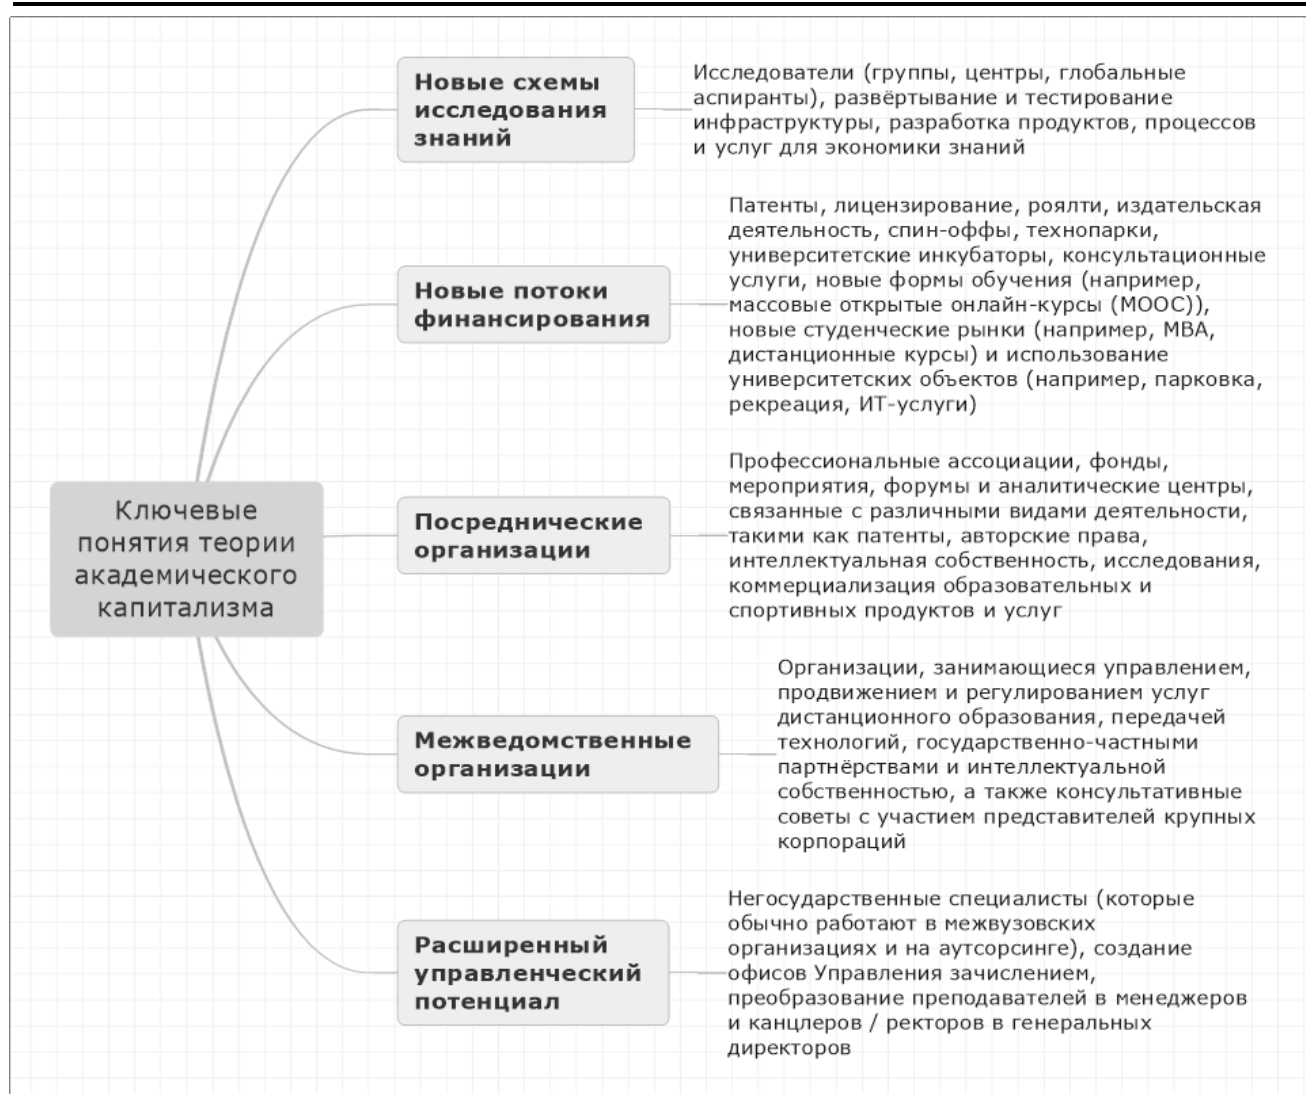 Ключевые
понятия теории
академического
капитализма
Новые схемы
исследования
знаний
Исследователи (группы, центры, глобальные
аспиранты), развёртывание и тестирование
инфраструктуры, разработка продуктов, процессов
и услуг для экономики знаний
Новые потоки
финансирования
Патенты, лицензирование, роялти, издательская
деятельность, спин-оффы, технопарки,
университетские инкубаторы, консультационные
услуги, новые формы обучения (например,
массовые открытые онлайн-курсы (МООС)),
новые студенческие рынки (например, МВА,
дистанционные курсы) и использование
университетских объектов (например, парковка,
рекреация, ИТ-услуги)
Посреднические
организации
Профессиональные ассоциации, фонды,
мероприятия, форумы и аналитические центры,
связанные с различными видами деятельности,
такими как патенты, авторские права,
интеллектуальная собственность, исследования,
коммерциализация образовательных и
спортивных продуктов и услуг
Межведомственные
организации
Организации, занимающиеся управлением,
продвижением и регулированием услуг
дистанционного образования, передачей
технологий, государственно-частными
партнёрствами и интеллектуальной
собственностью, а также консультативные
советы с участием представителей крупных
корпораций
Расширенный
управленческий
потенциал
Негосударственные специалисты (которые
обычно работают в межвузовских
организациях и на аутсорсинге), создание
офисов Управления зачислением,
преобразование преподавателей в менеджеров
и канцлеров / ректоров в генеральных
директоров